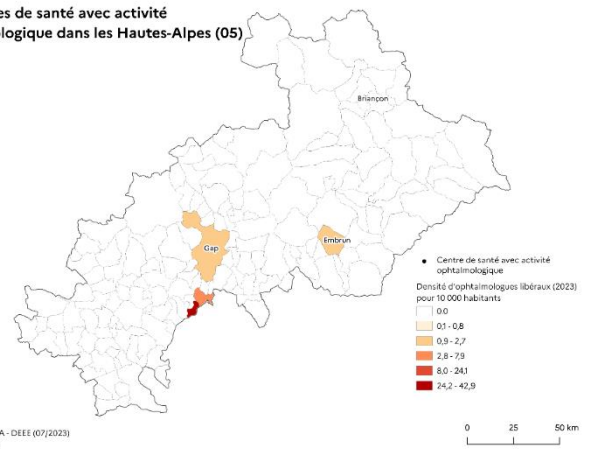 es de santé avec activité
ologique dans les Hautes-Alpes (05)
Briançon
Gap
Embrun
Centre de santé avec activité
ophtalmologique
Densité d'ophtalmologues libéraux (2023)
pour 10 000 habitants
0.0
0,1 - 0,8
0,9 - 2,7
2,8 - 7,9
8,0 - 24,1
24,2 - 42,9
A - DEEE (07/2023)
0 25 50 km